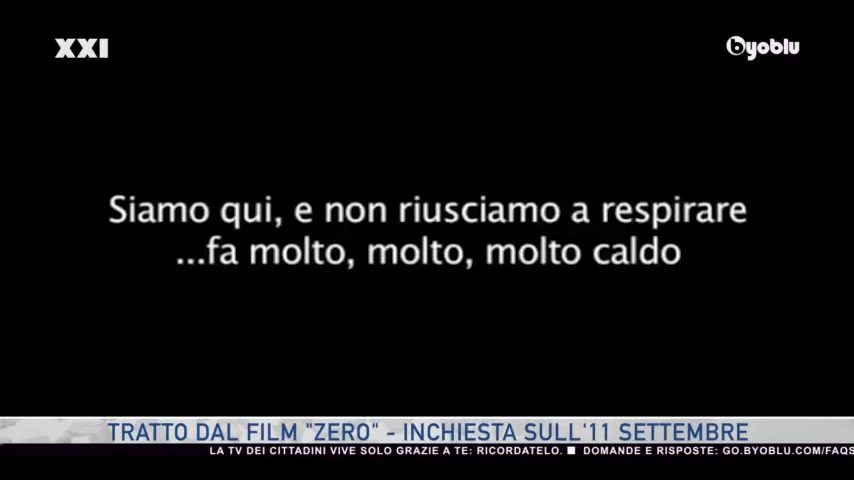 XXI
byoblu
Siamo qui, e non riusciamo a respirare
...fa molto, molto, molto caldo
TRATTO DAL FILM "ZERO" - INCHIESTA SULL'11 SETTEMBRE
LA TV DEI CITTADINI VIVE SOLO GRAZIE A TE: RICORDATELO. ■ DOMANDE E RISPOSTE: GO.BYOBLU.COM/FAQS